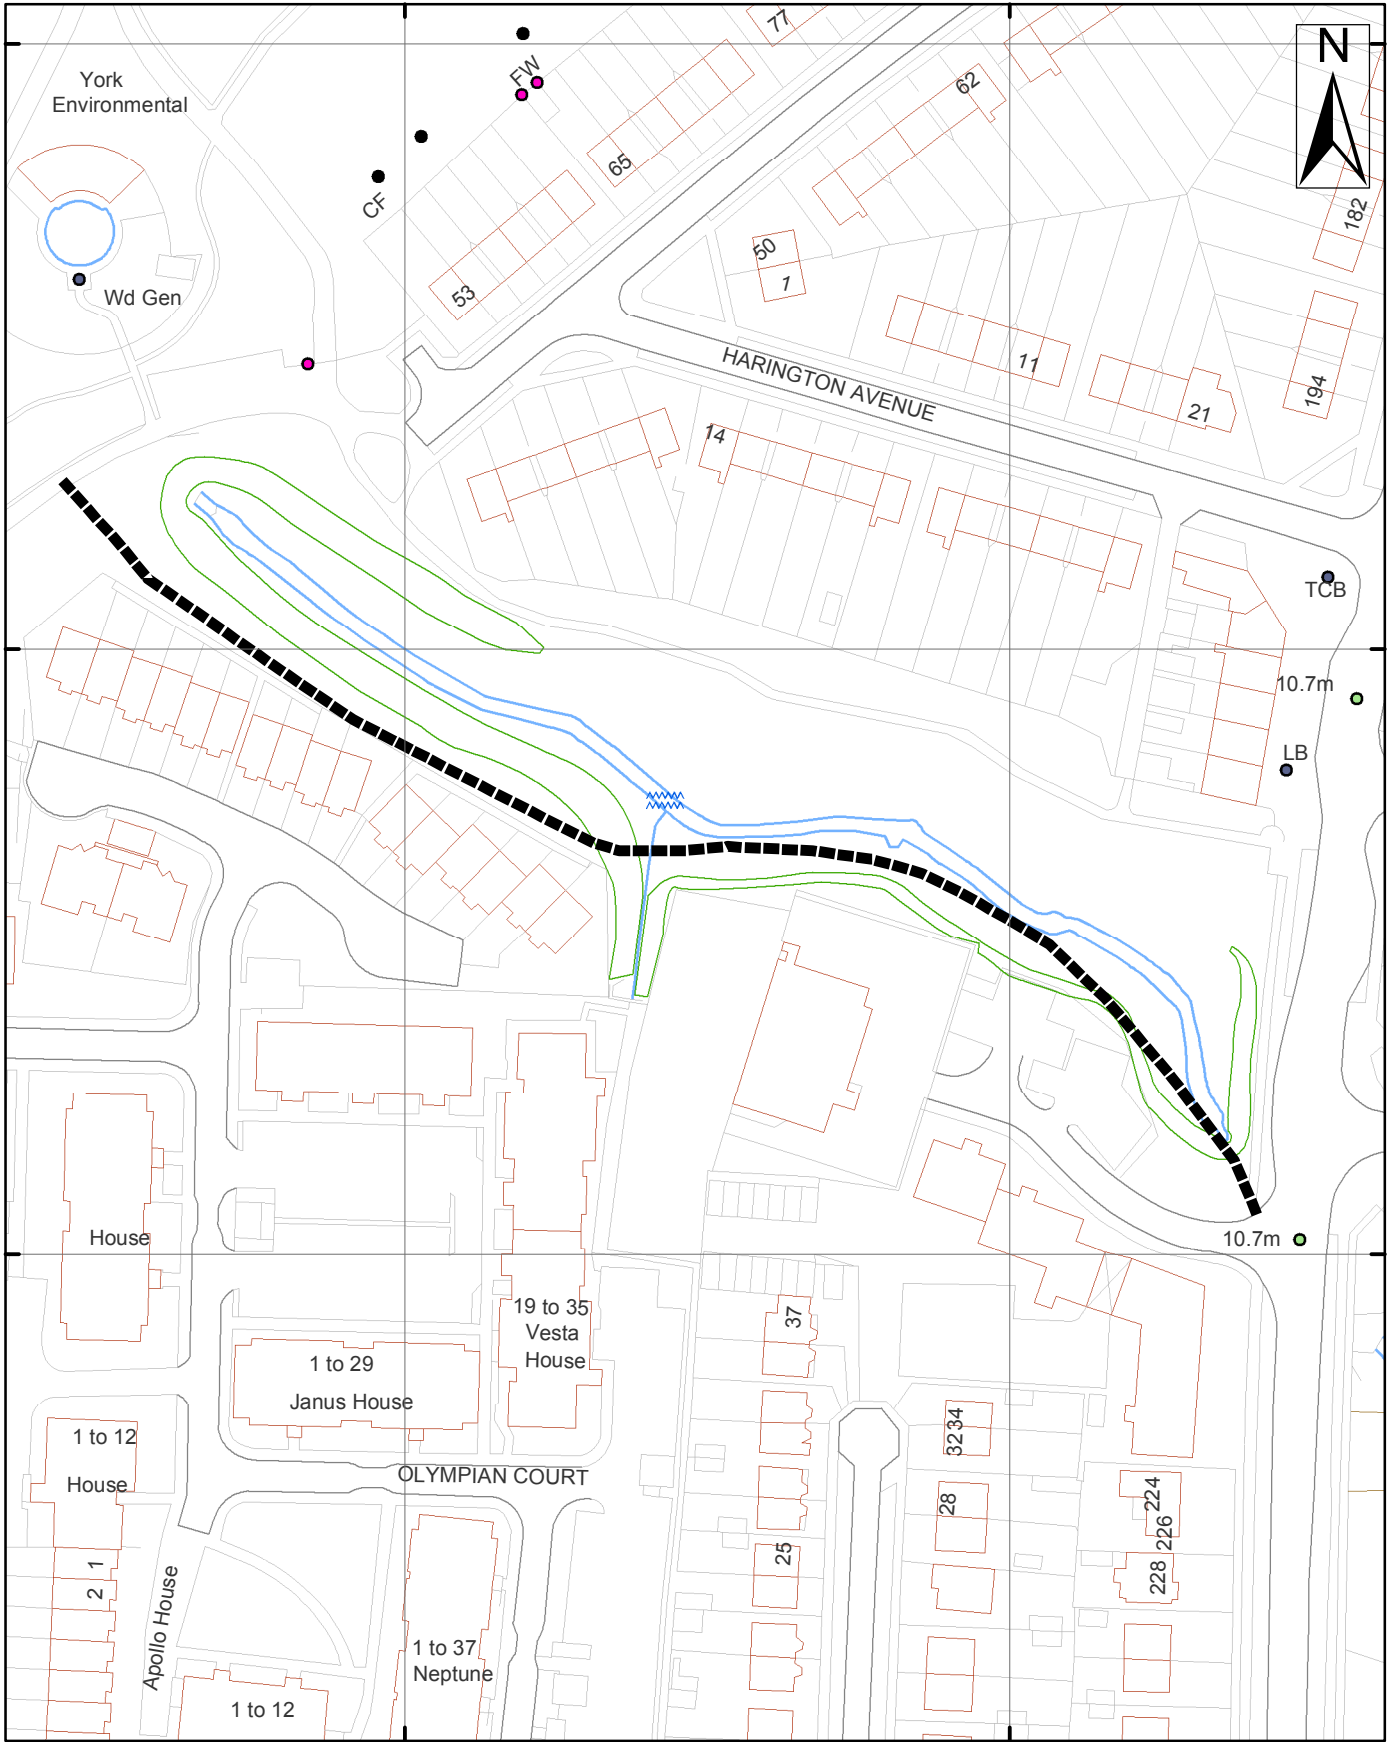 77
N
York
Environmental
FW
62
65
CF
182
50
1
53
Wd Gen
HARINGTON AVENUE
11
194
21
14
TCB
10.7m
LB
10.7m
House
19 to 35
Vesta
House
37
1 to 29
Janus House
3234
1 to 12
House
OLYMPIAN COURT
28
224
226
228
25
1
2
Apollo House
1 to 37
Neptune
1 to 12